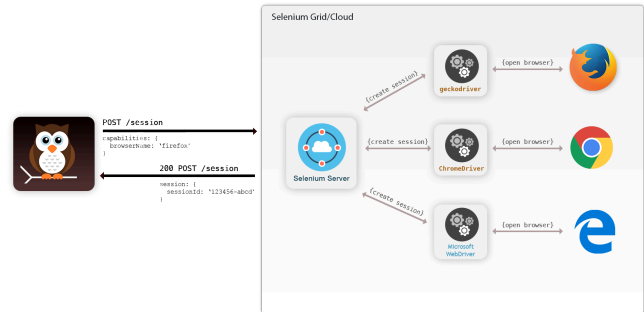 Selenium Grid/Cloud
POST /session
capabilities: {
browserName: 'firefox'
}
200 POST /session
session: {
sessionId: '123456-abcd'
}
Selenium Server
{create session}
geckodriver
{open browser}
{create session}
ChromeDriver
{open browser}
{create session}
Microsoft
WebDriver
{open browser}